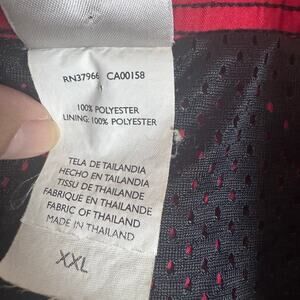 RN37966 CA00158
100% POLYESTER
LINING: 100% POLYESTER
TELA DE TAILANDIA
HECHO EN TAILANDIA
TISSU DE THAILANDE
FABRIQUÉ EN THAILANDE
FABRIC OF THAILAND
MADE IN THAILAND
XXL